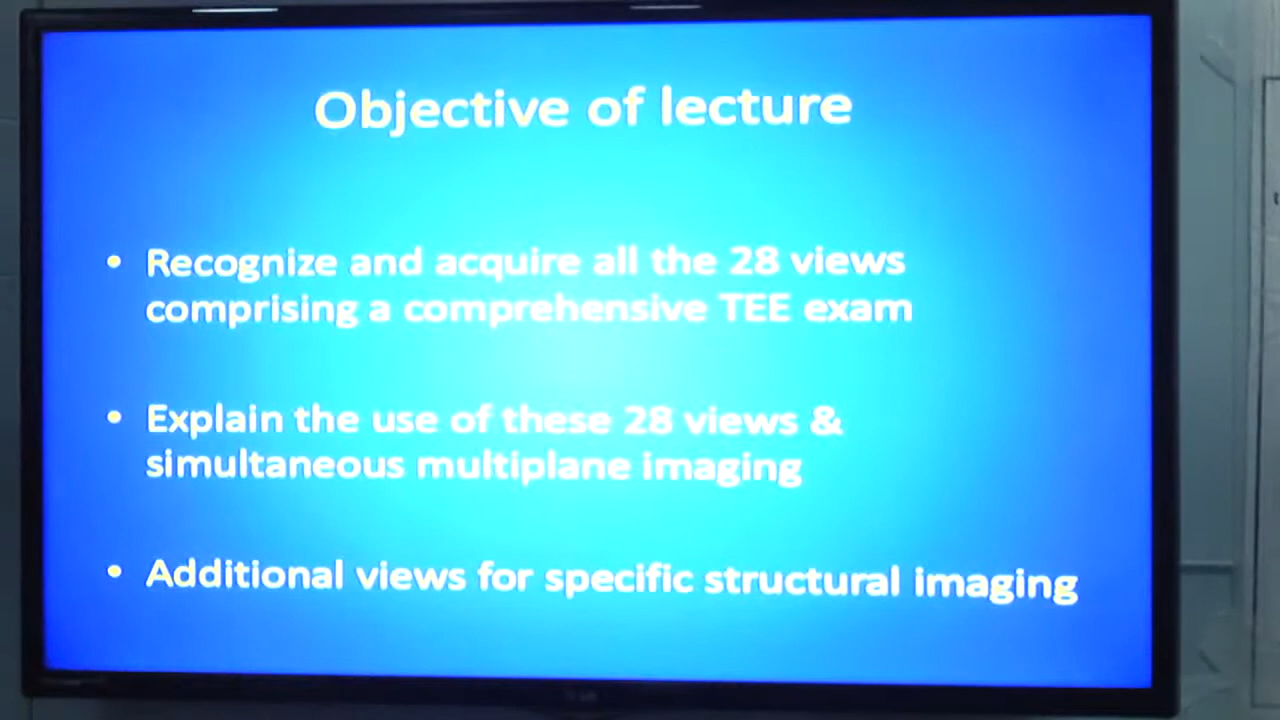 Objective of lecture
• Recognize and acquire all the 28 views
comprising a comprehensive TEE exam
• Explain the use of these 28 views &
simultaneous multiplane imaging
• Additional views for specific structural imaging